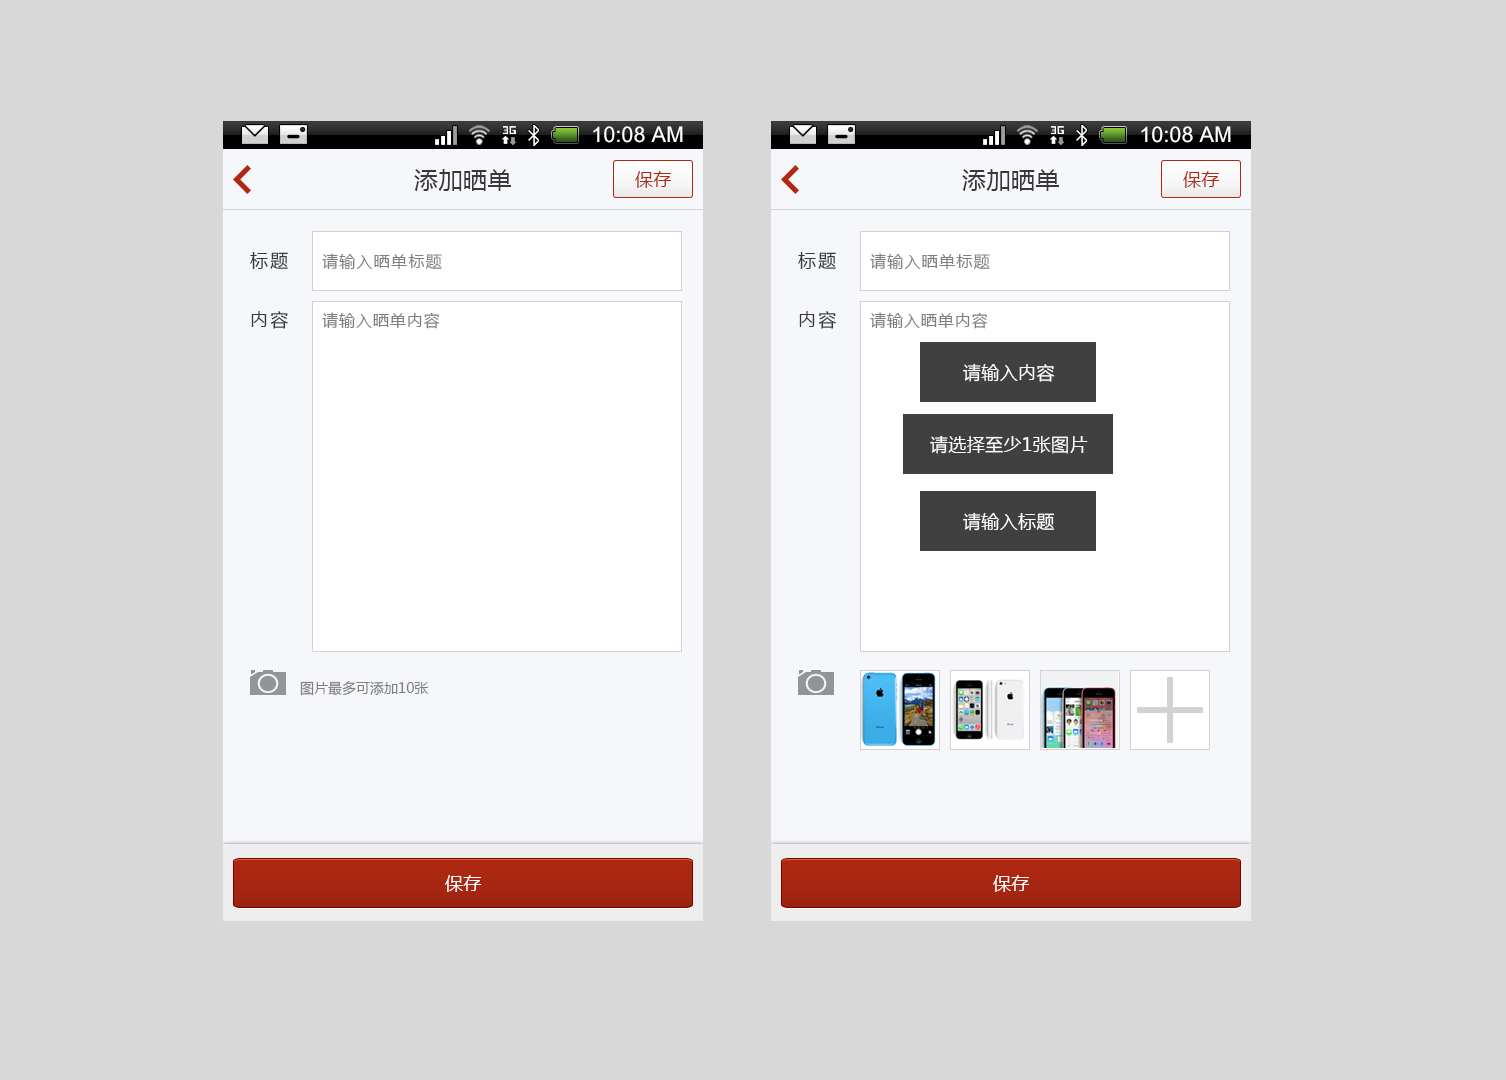 3G 10:08 AM
添加晒单
保存
标题
请输入晒单标题
内容
请输入晒单内容
图片最多可添加10张
保存
3G 10:08 AM
添加晒单
保存
标题
请输入晒单标题
内容
请输入晒单内容
请输入内容
请选择至少1张图片
请输入标题
保存